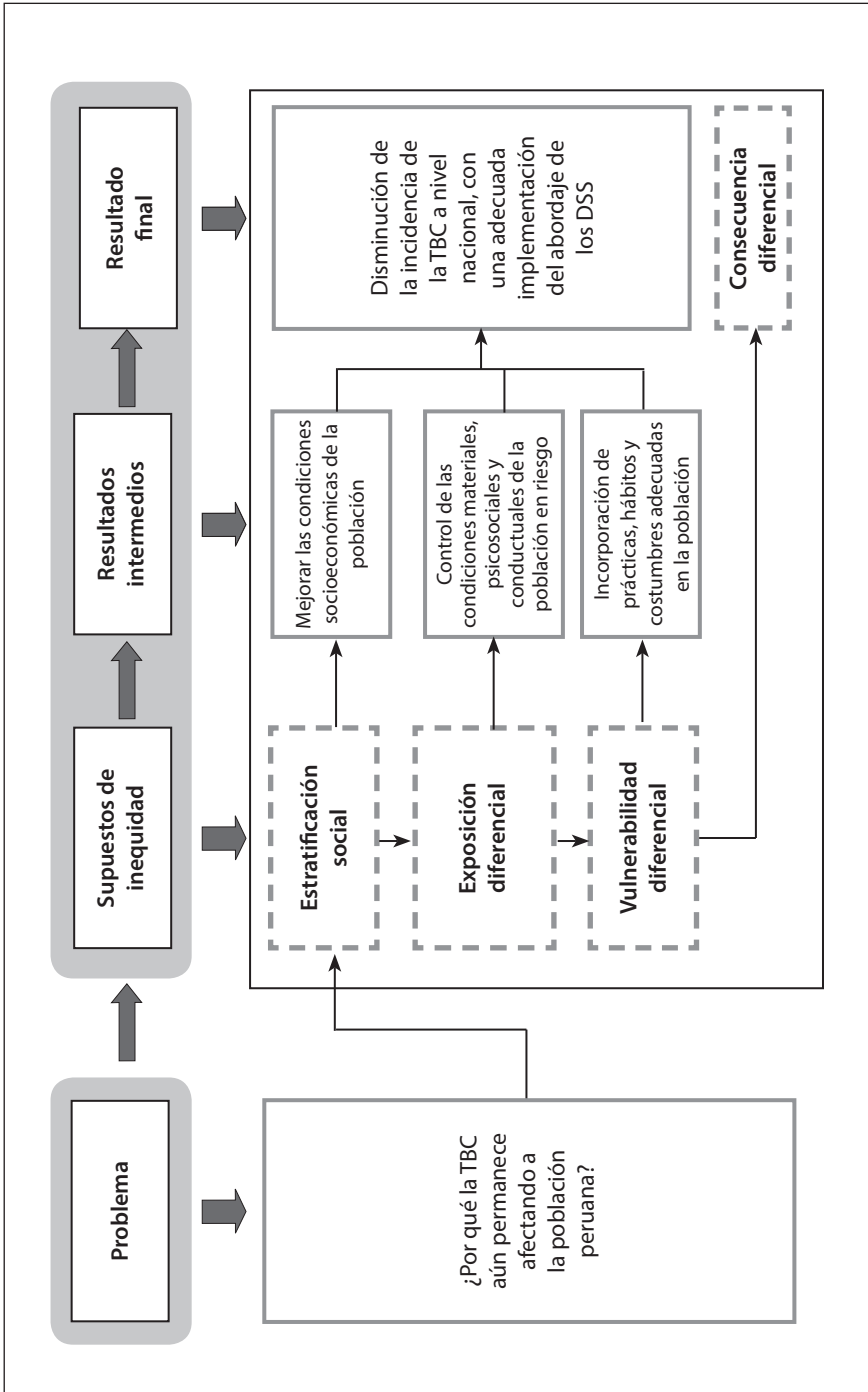 Problema
Supuestos de
inequidad
Resultados
intermedios
Resultado
final
¿Por qué la TBC
aún permanece
afectando a
la población
peruana?
Estratificación
social
Exposición
diferencial
Vulnerabilidad
diferencial
Mejorar las condiciones
socioeconómicas de la
población
Control de las
condiciones materiales,
psicosociales y
conductuales de la
población en riesgo
Incorporación de
prácticas, hábitos y
costumbres adecuadas
en la población
Disminución de
la incidencia de
la TBC a nivel
nacional, con
una adecuada
implementación
del abordaje de
los DSS
Consecuencia
diferencial